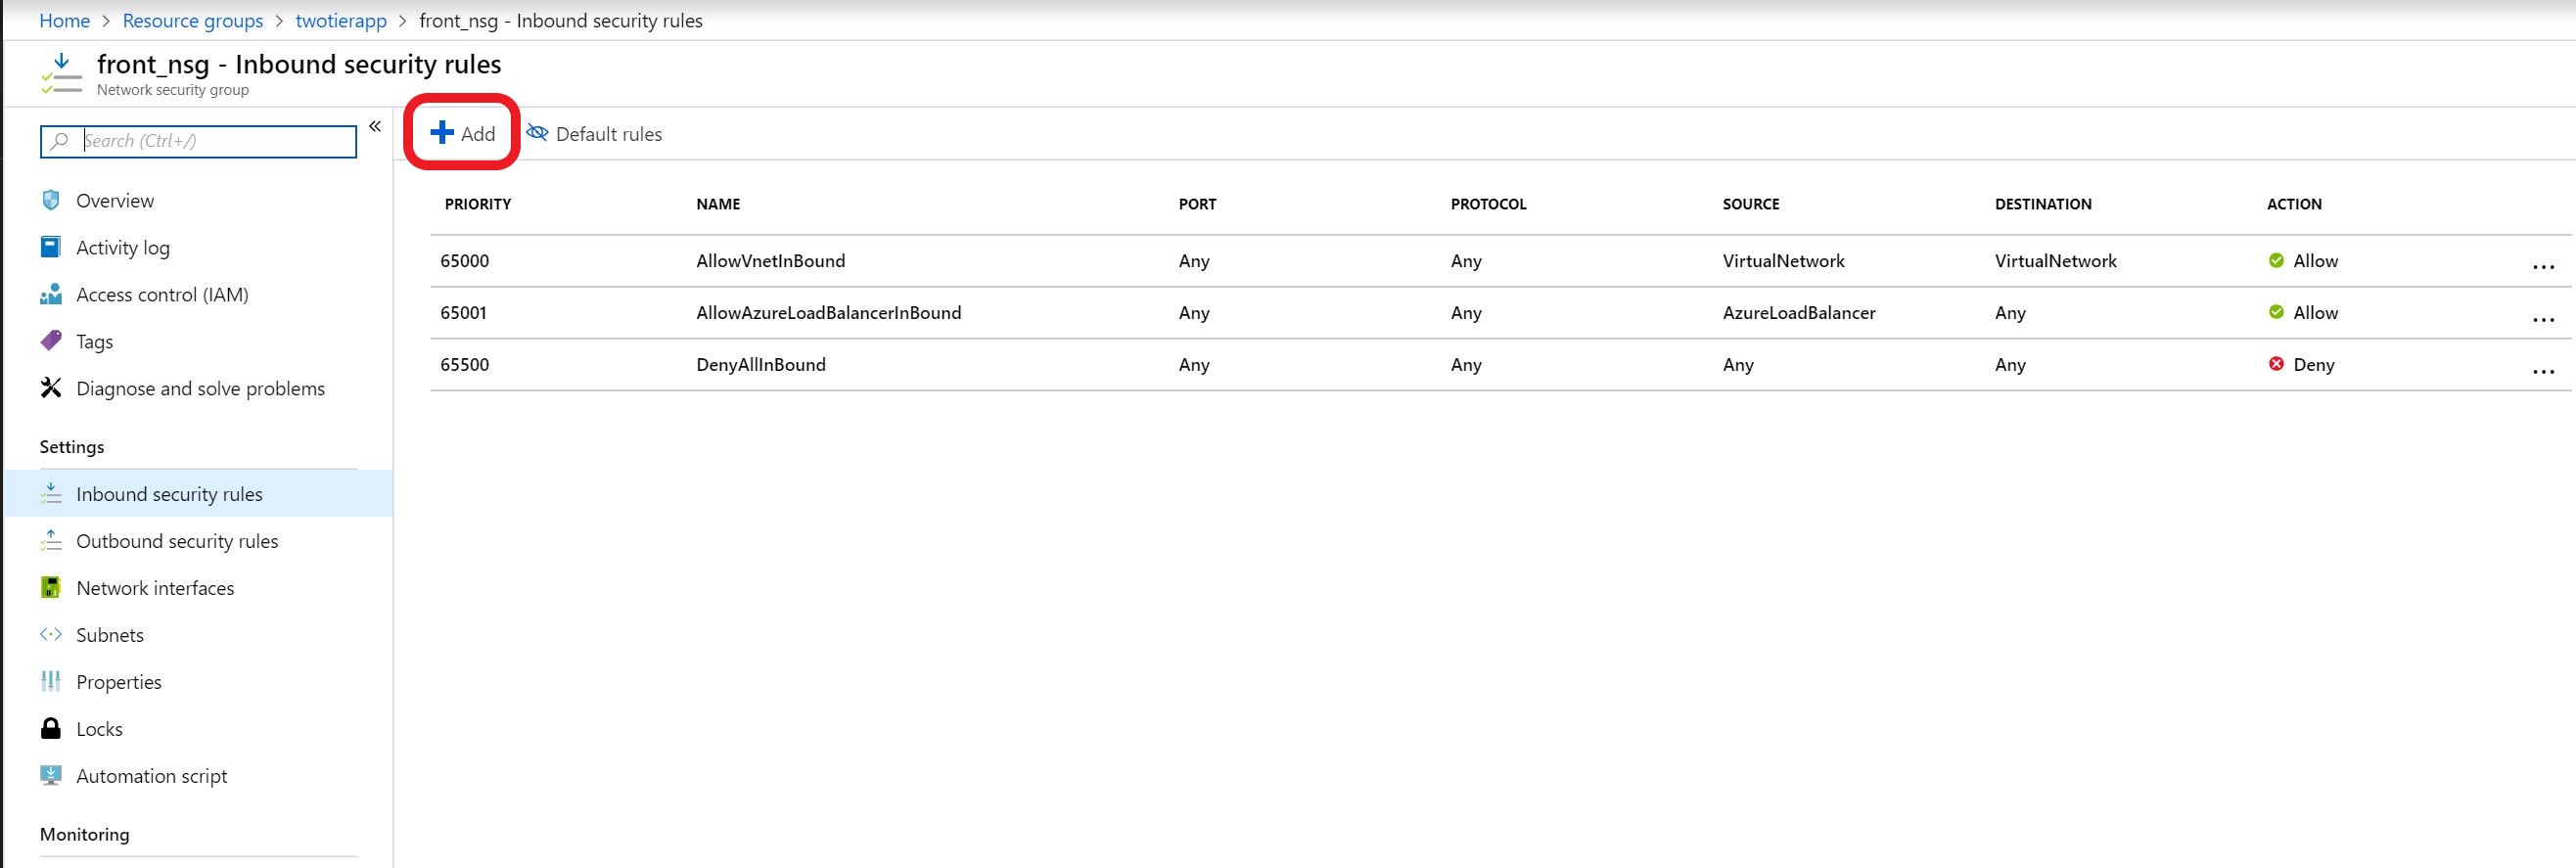 Home > Resource groups > twotierapp > front_nsg - Inbound security rules
front_nsg - Inbound security rules
Network security group
Search (Ctrl+/)
«
Overview
Activity log
Access control (IAM)
Tags
Diagnose and solve problems
Settings
Inbound security rules
Outbound security rules
Network interfaces
Subnets
Properties
Locks
Automation script
Monitoring
Add Default rules
PRIORITY NAME PORT PROTOCOL SOURCE DESTINATION ACTION
65000 AllowVnetInBound Any Any VirtualNetwork VirtualNetwork Allow ...
65001 AllowAzureLoadBalancerInBound Any Any AzureLoadBalancer Any Allow ...
65500 DenyAllInBound Any Any Any Any Deny ...